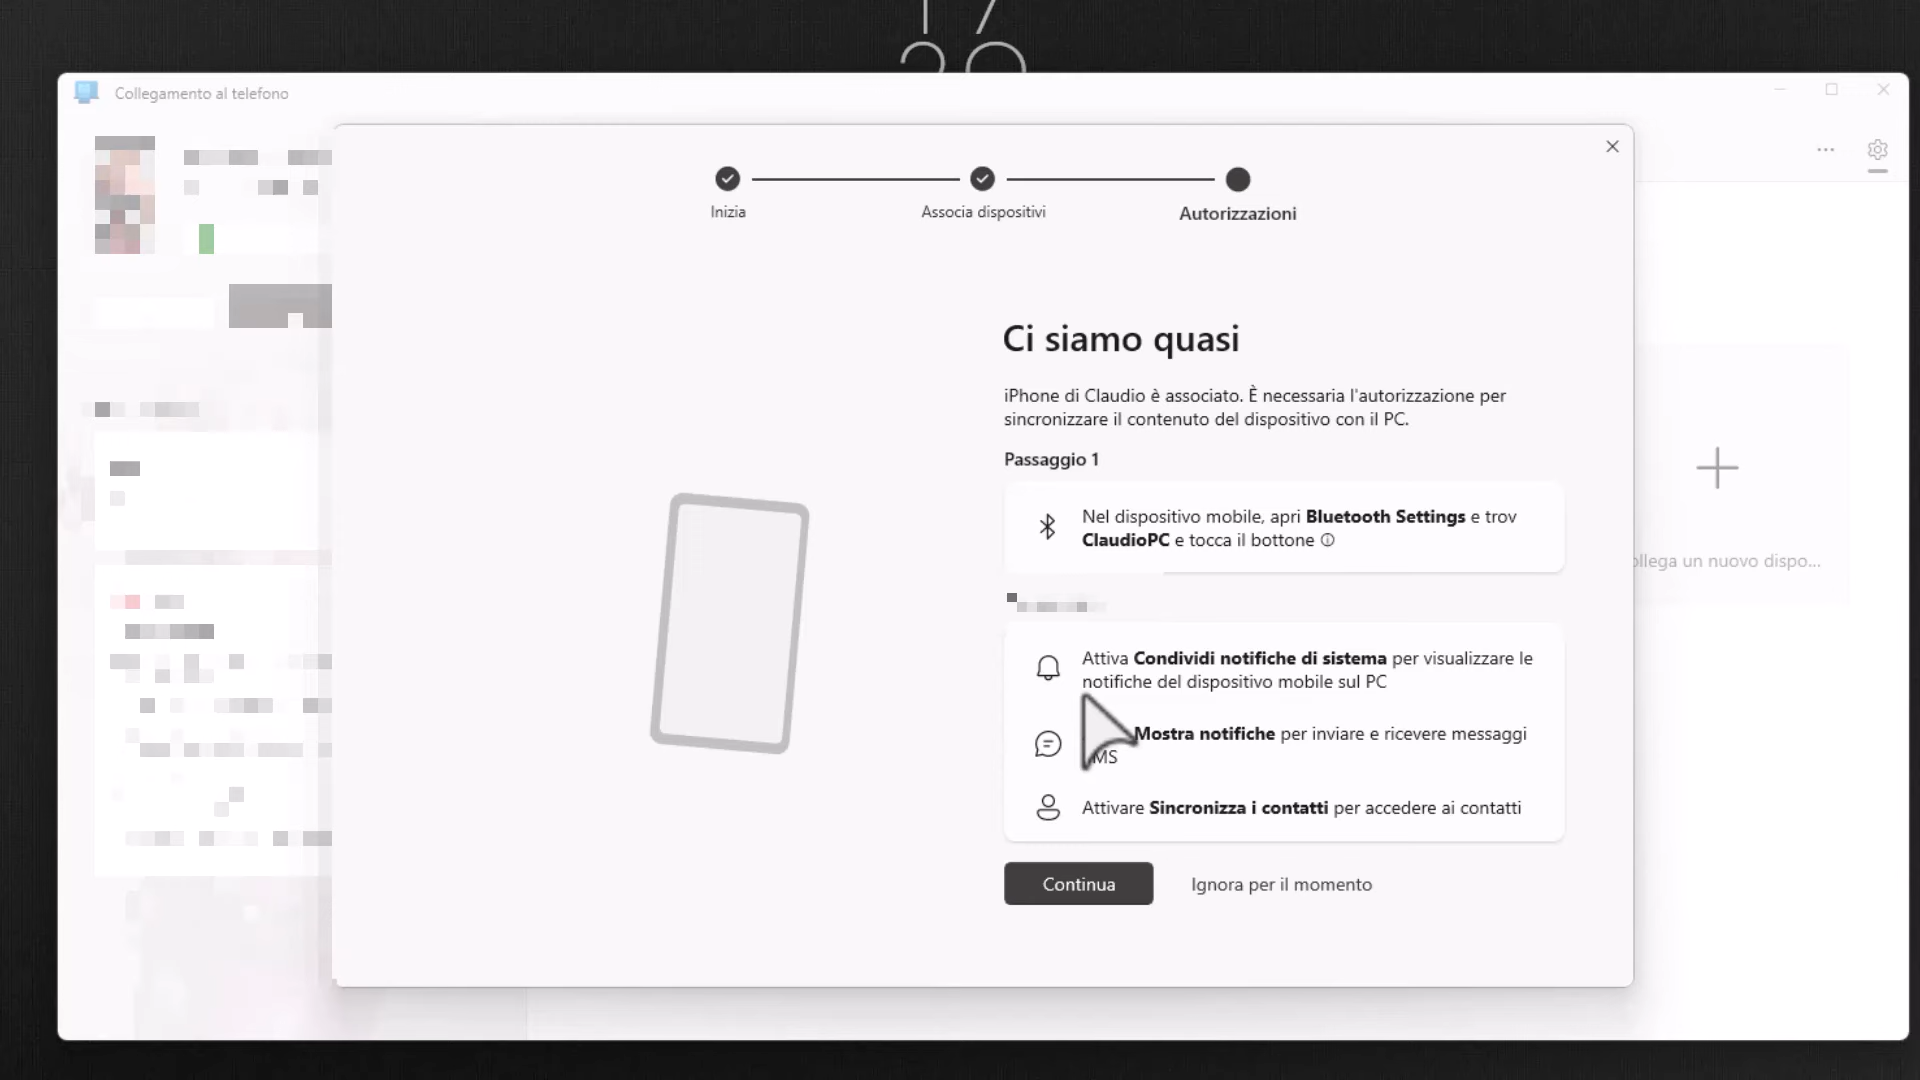 Collegamento al telefono
Inizia
Associa dispositivi
Autorizzazioni
Ci siamo quasi
iPhone di Claudio è associato. È necessaria l'autorizzazione per
sincronizzare il contenuto del dispositivo con il PC.
Passaggio 1
Nel dispositivo mobile, apri Bluetooth Settings e trov
ClaudioPC e tocca il bottone
Attiva Condividi notifiche di sistema per visualizzare le
notifiche del dispositivo mobile sul PC
Mostra notifiche per inviare e ricevere messaggi
MS
Attivare Sincronizza i contatti per accedere ai contatti
Continua
Ignora per il momento
ollega un nuovo dispo...